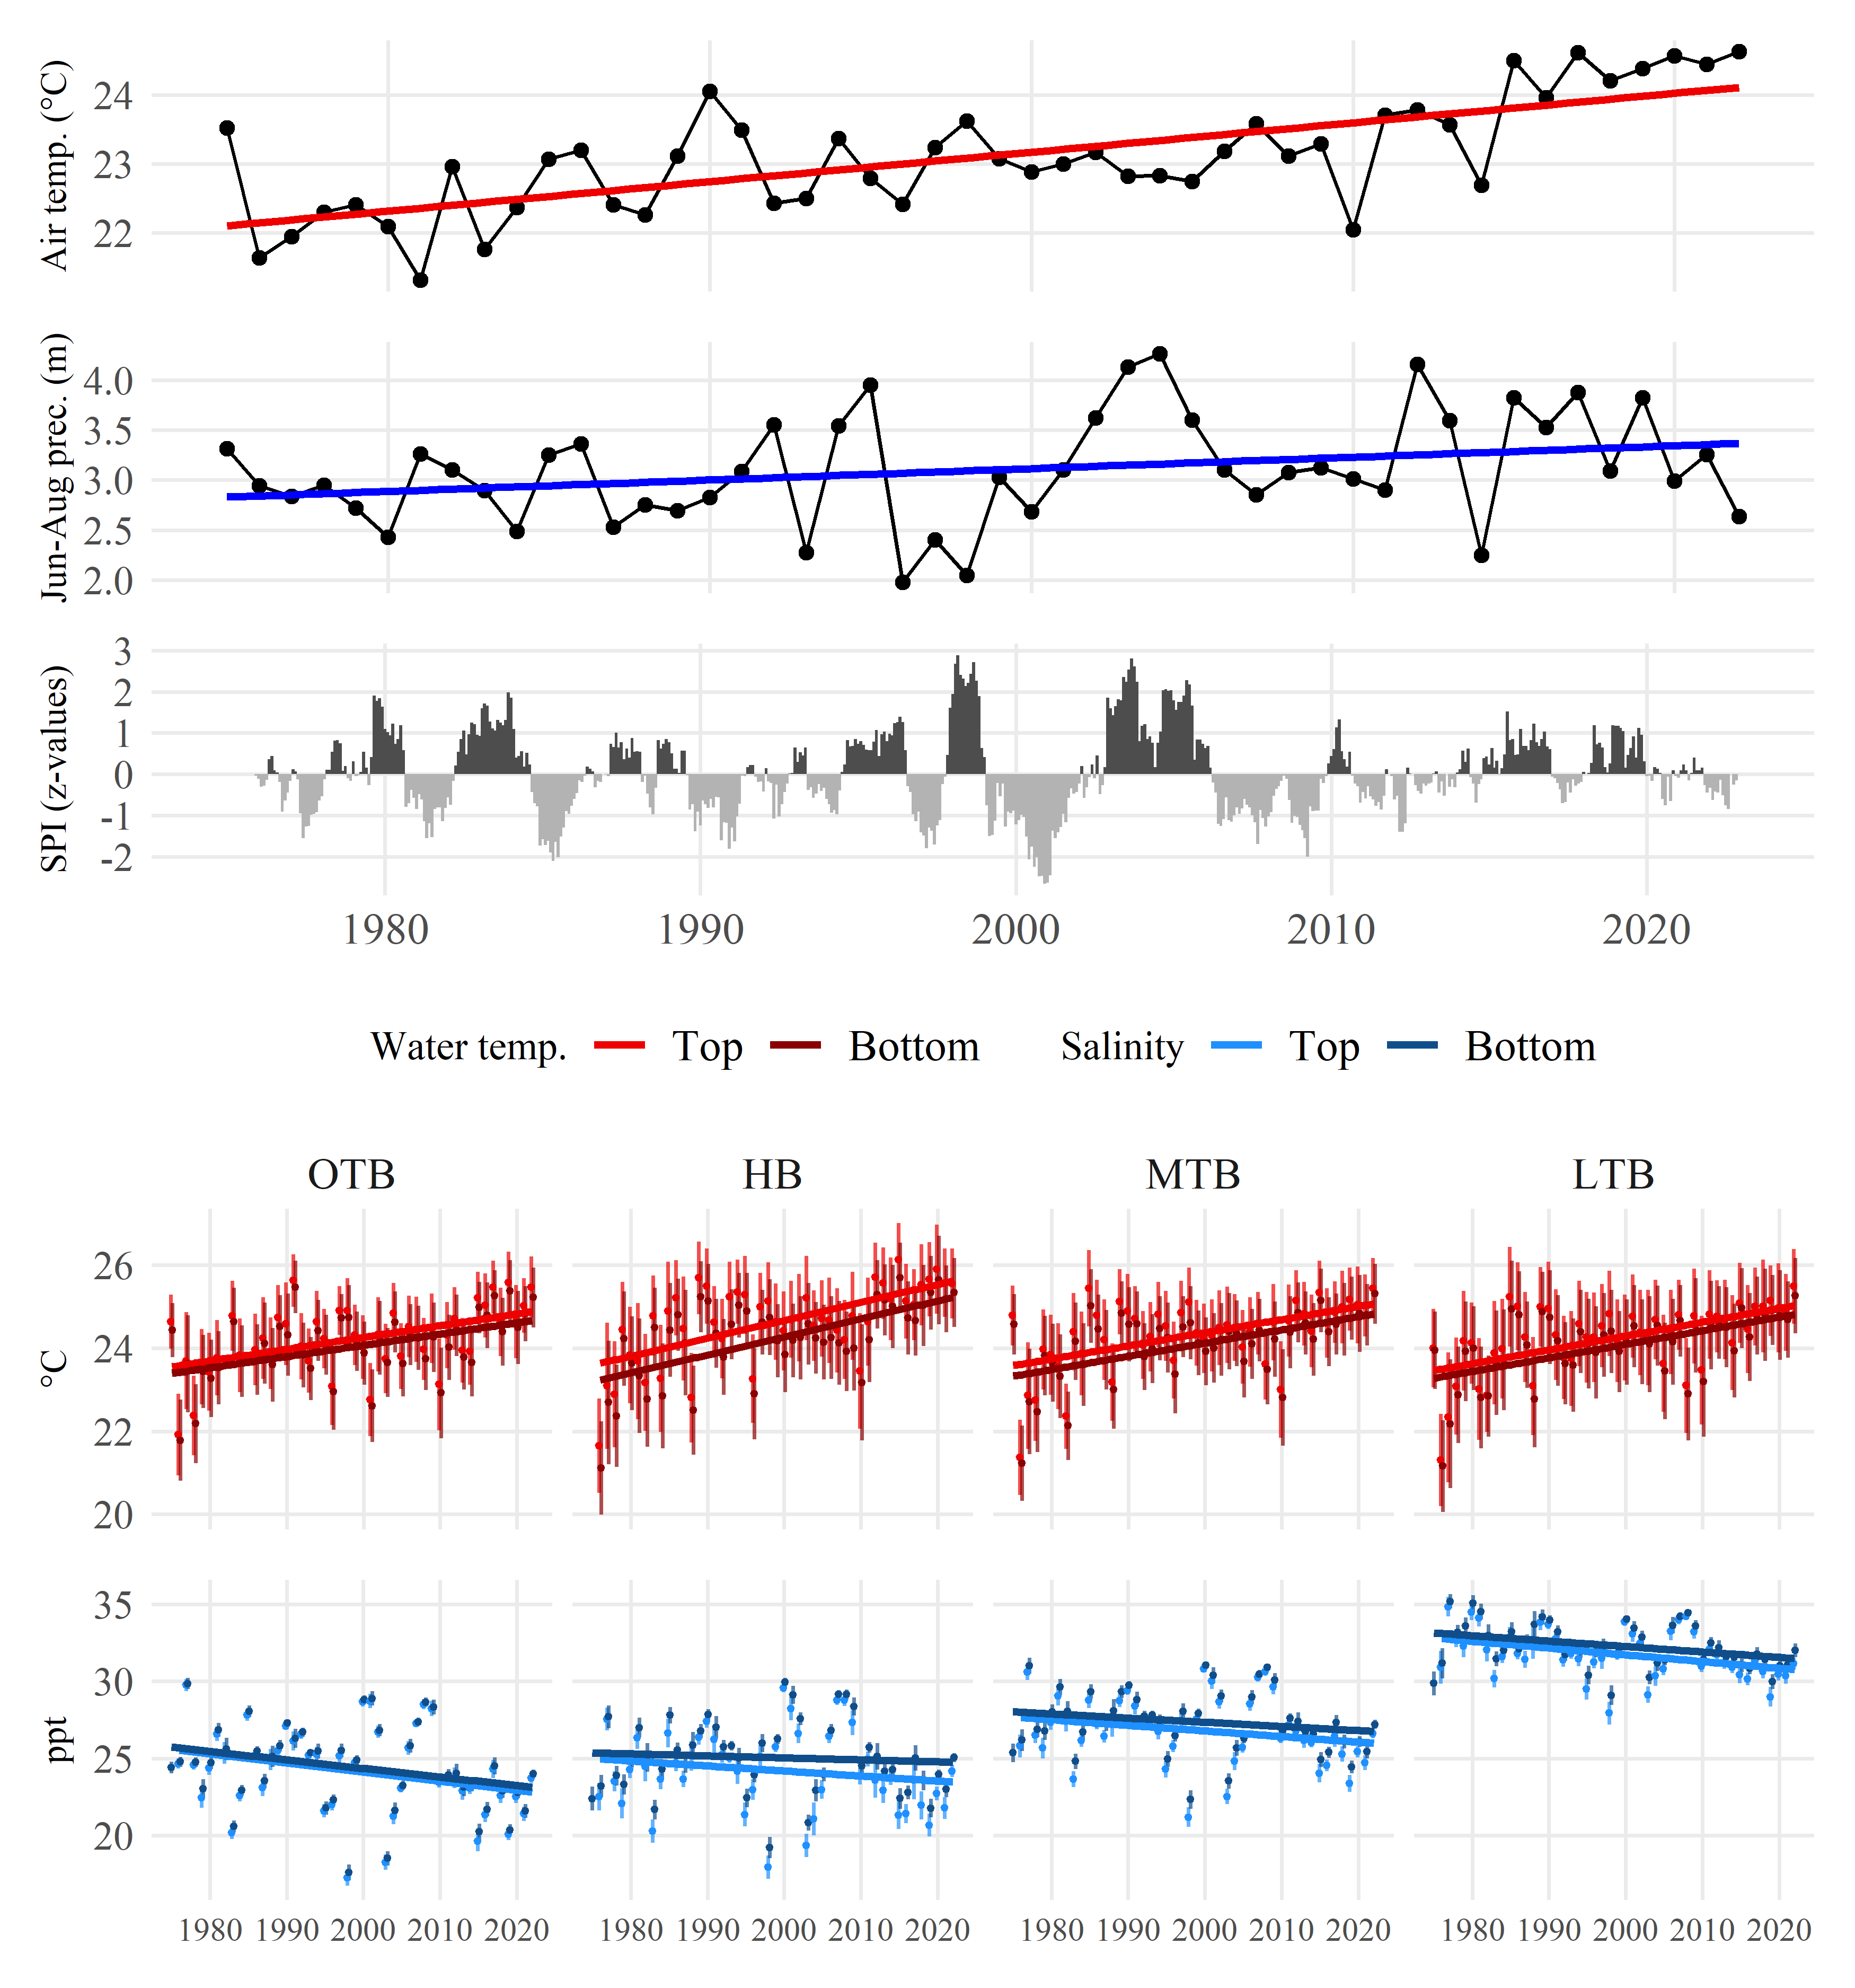 Air temp. (°C)
24
23
22
Jun-Aug prec. (m)
4.0
3.5
3.0
2.5
2.0
SPI (z-values)
3
2
1
0
-1
-2
1980 1990 2000 2010 2020
Water temp. Top Bottom Salinity Top Bottom
OTB HB MTB LTB
°C
26
24
22
20
ppt
35
30
25
20
1980 1990 2000 2010 2020 1980 1990 2000 2010 2020 1980 1990 2000 2010 2020 1980 1990 2000 2010 2020